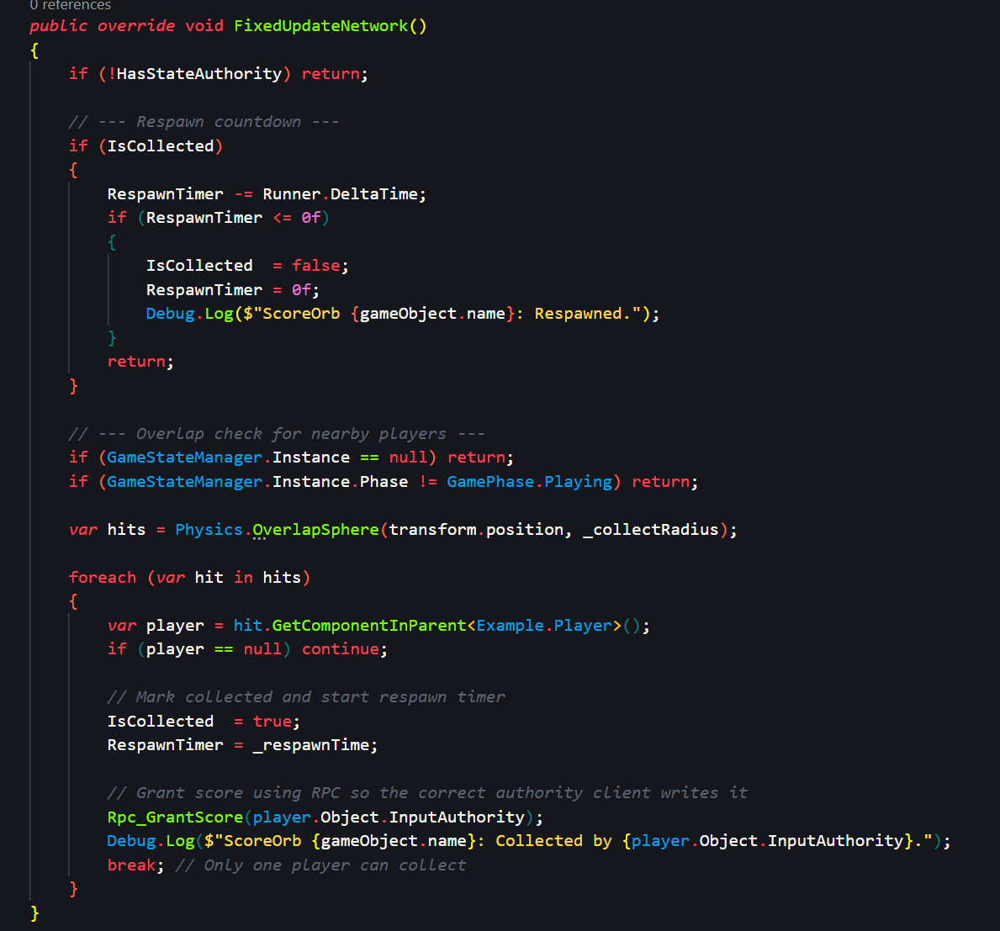 0 references
public override void FixedUpdateNetwork()
{
    if (!HasStateAuthority) return;

    // --- Respawn countdown ---
    if (IsCollected)
    {
        RespawnTimer -= Runner.DeltaTime;
        if (RespawnTimer <= 0f)
        {
            IsCollected  = false;
            RespawnTimer = 0f;
            Debug.Log($"ScoreOrb {gameObject.name}: Respawned.");
        }
        return;
    }

    // --- Overlap check for nearby players ---
    if (GameStateManager.Instance == null) return;
    if (GameStateManager.Instance.Phase != GamePhase.Playing) return;

    var hits = Physics.OverlapSphere(transform.position, _collectRadius);

    foreach (var hit in hits)
    {
        var player = hit.GetComponentInParent<Example.Player>();
        if (player == null) continue;

        // Mark collected and start respawn timer
        IsCollected  = true;
        RespawnTimer = _respawnTime;

        // Grant score using RPC so the correct authority client writes it
        Rpc_GrantScore(player.Object.InputAuthority);
        Debug.Log($"ScoreOrb {gameObject.name}: Collected by {player.Object.InputAuthority}.");
        break; // Only one player can collect
    }
}